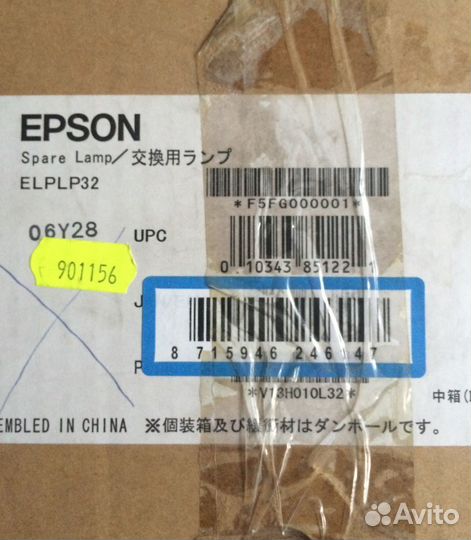 EPSON
Spare Lamp/交換用ランプ
ELPLP32
*F5FG000001*
06Y28
UPC
0 10343 85122 1
901156
J
8 715946 246147
P
*V13H010L32*
中箱(
EMBLED IN CHINA ※個装箱及び緩衝材はダンボールです。
Avito